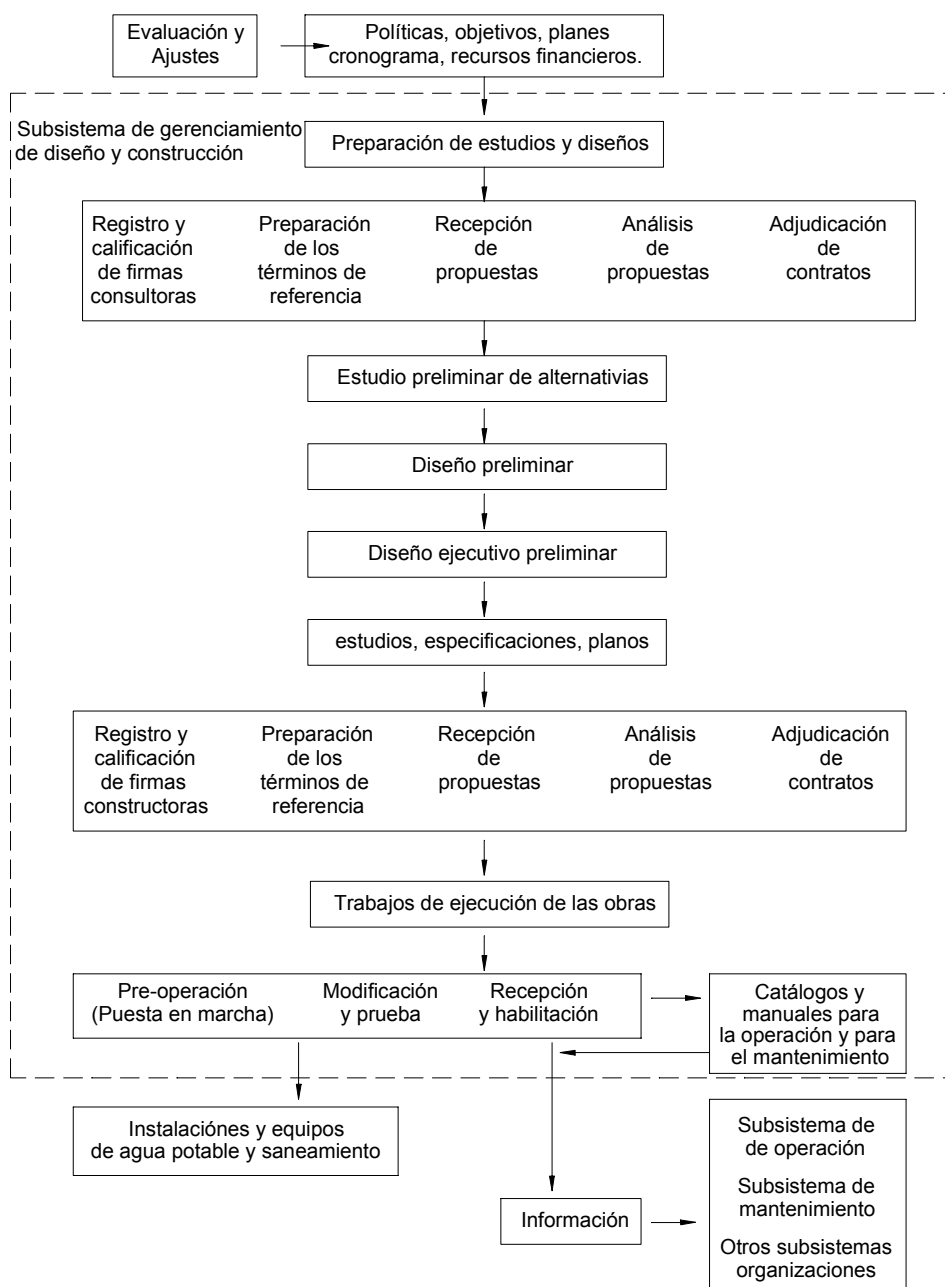 Evaluación y
Ajustes
Políticas, objetivos, planes
cronograma, recursos financieros.
Subsistema de gerenciamiento
de diseño y construcción
Preparación de estudios y diseños
Registro y
calificación
de firmas
consultoras
Preparación
de los
términos de
referencia
Recepción
de
propuestas
Análisis
de
propuestas
Adjudicación
de
contratos
Estudio preliminar de alternativias
Diseño preliminar
Diseño ejecutivo preliminar
estudios, especificaciones, planos
Registro y
calificación
de firmas
constructoras
Preparación
de los
términos de
referencia
Recepción
de
propuestas
Análisis
de
propuestas
Adjudicación
de
contratos
Trabajos de ejecución de las obras
Pre-operación
(Puesta en marcha)
Modificación
y prueba
Recepción
y habilitación
Catálogos y
manuales para
la operación y para
el mantenimiento
Instalaciónes y equipos
de agua potable y saneamiento
Información
Subsistema de
de operación
Subsistema de
mantenimiento
Otros subsistemas
organizaciones